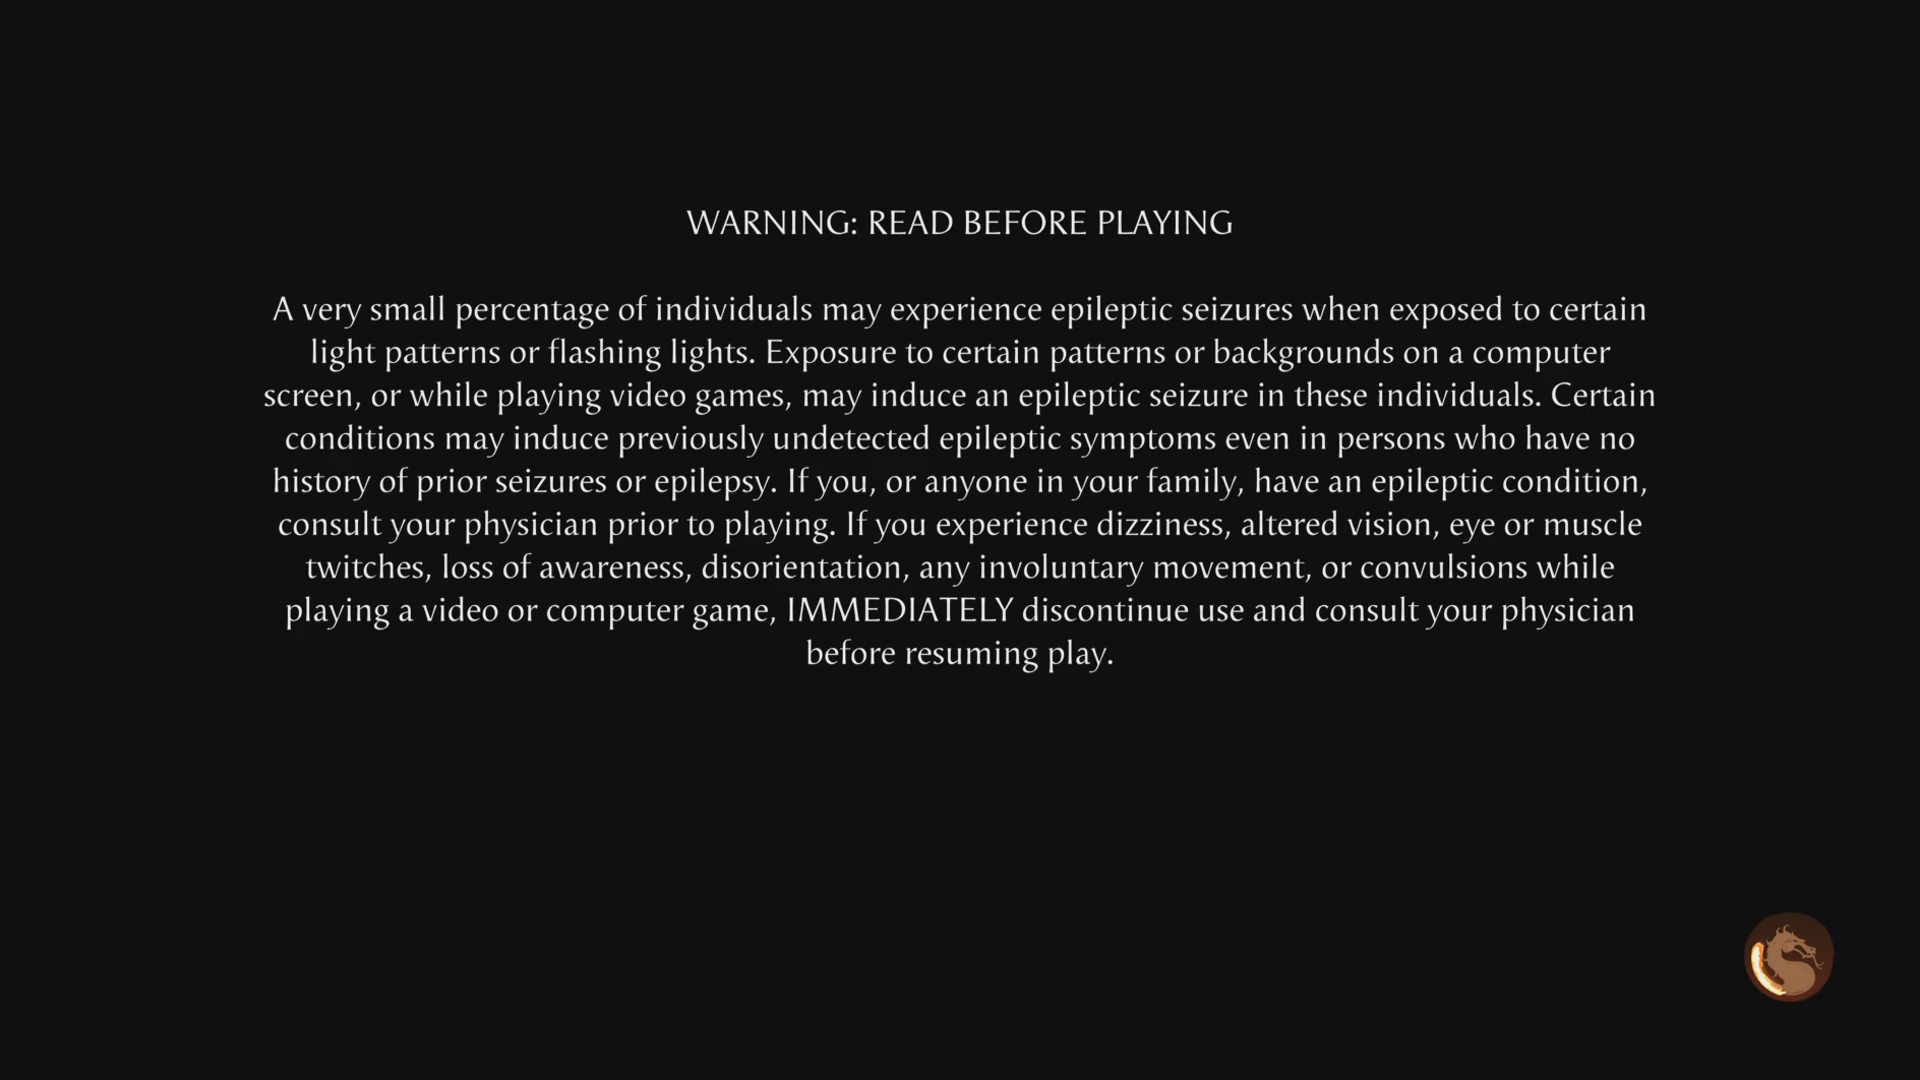 WARNING: READ BEFORE PLAYING
A very small percentage of individuals may experience epileptic seizures when exposed to certain
light patterns or flashing lights. Exposure to certain patterns or backgrounds on a computer
screen, or while playing video games, may induce an epileptic seizure in these individuals. Certain
conditions may induce previously undetected epileptic symptoms even in persons who have no
history of prior seizures or epilepsy. If you, or anyone in your family, have an epileptic condition,
consult your physician prior to playing. If you experience dizziness, altered vision, eye or muscle
twitches, loss of awareness, disorientation, any involuntary movement, or convulsions while
playing a video or computer game, IMMEDIATELY discontinue use and consult your physician
before resuming play.